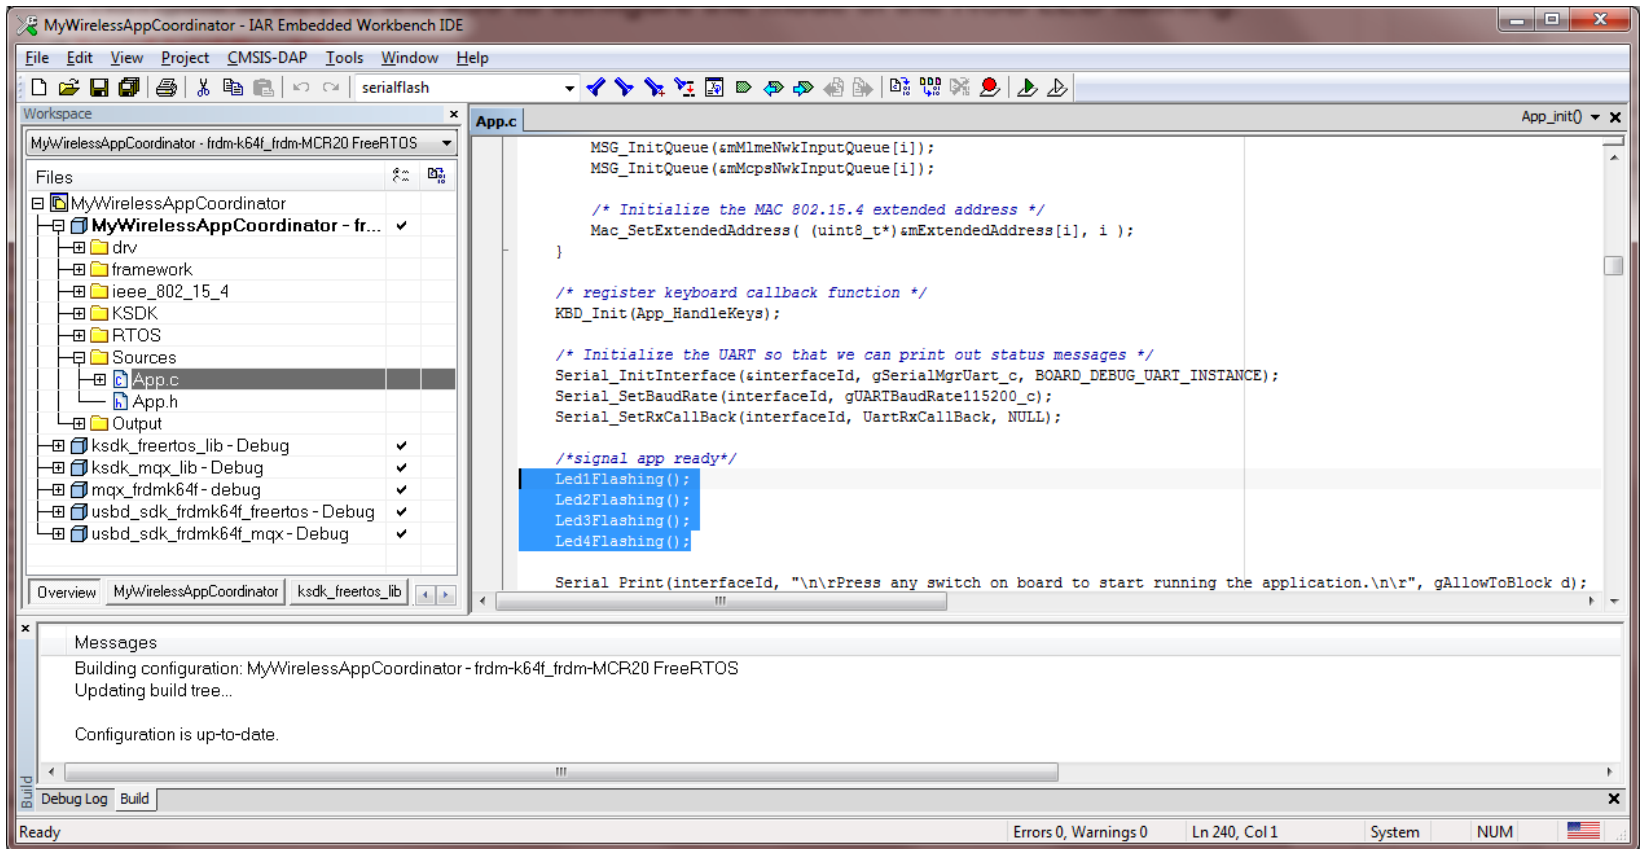 MyWirelessAppCoordinator - IAR Embedded Workbench IDE
File Edit View Project CMSIS-DAP Tools Window Help
serialflash
Workspace
MyWirelessAppCoordinator - frdm-k64f_frdm-MCR20 FreeRTOS
Files
MyWirelessAppCoordinator
MyWirelessAppCoordinator - fr...
drv
framework
ieee_802_15_4
KSDK
RTOS
Sources
App.c
App.h
Output
ksdk_freertos_lib - Debug
ksdk_mqx_lib - Debug
mqx_frdmk64f - debug
usbd_sdk_frdmk64f_freertos - Debug
usbd_sdk_frdmk64f_mqx - Debug
Overview MyWirelessAppCoordinator ksdk_freertos_lib
App.c App_init()
MSG_InitQueue(&mMlmeNwkInputQueue[i]);
MSG_InitQueue(&mMcpsNwkInputQueue[i]);
/* Initialize the MAC 802.15.4 extended address */
Mac_SetExtendedAddress( (uint8_t*)&mExtendedAddress[i], i );
}
/* register keyboard callback function */
KBD_Init(App_HandleKeys);
/* Initialize the UART so that we can print out status messages */
Serial_InitInterface(&interfaceId, gSerialMgrUart_c, BOARD_DEBUG_UART_INSTANCE);
Serial_SetBaudRate(interfaceId, gUARTBaudRate115200_c);
Serial_SetRxCallBack(interfaceId, UartRxCallBack, NULL);
/*signal app ready*/
Led1Flashing();
Led2Flashing();
Led3Flashing();
Led4Flashing();
Serial_Print(interfaceId, "\n\rPress any switch on board to start running the application.\n\r", gAllowToBlock_d);
Messages
Building configuration: MyWirelessAppCoordinator - frdm-k64f_frdm-MCR20 FreeRTOS
Updating build tree...
Configuration is up-to-date.
Build
Debug Log Build
Ready Errors 0, Warnings 0 Ln 240, Col 1 System NUM